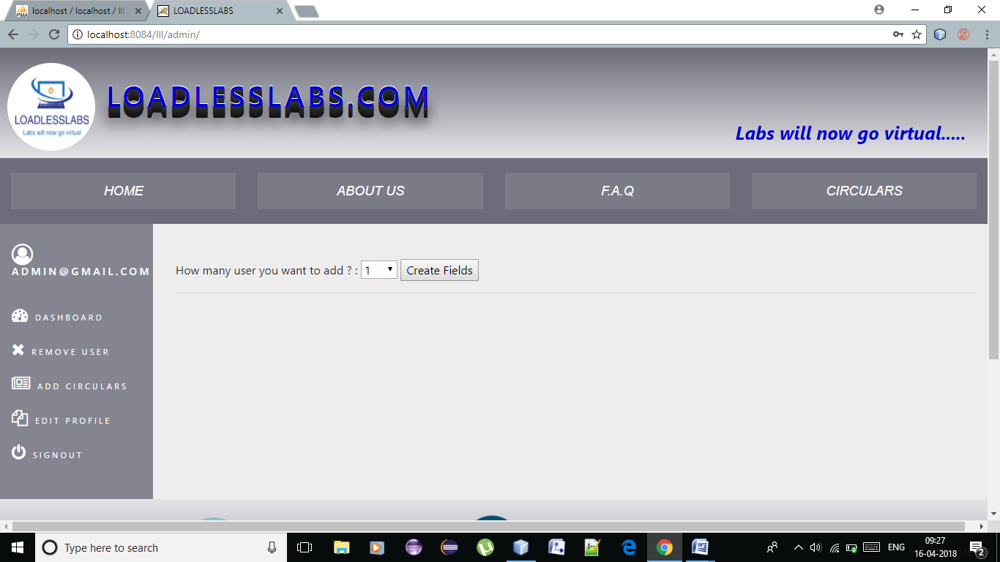 localhost / localhost / lll
LOADLESSLABS
localhost:8084/lll/admin/
LOADLESSLABS
Labs will now go virtual
LOADLESSLABS.COM
Labs will now go virtual.....
HOME
ABOUT US
F.A.Q
CIRCULARS
ADMIN@GMAIL.COM
How many user you want to add ? : 1 Create Fields
DASHBOARD
REMOVE USER
ADD CIRCULARS
EDIT PROFILE
SIGNOUT
Type here to search
ENG
09:27
16-04-2018
2